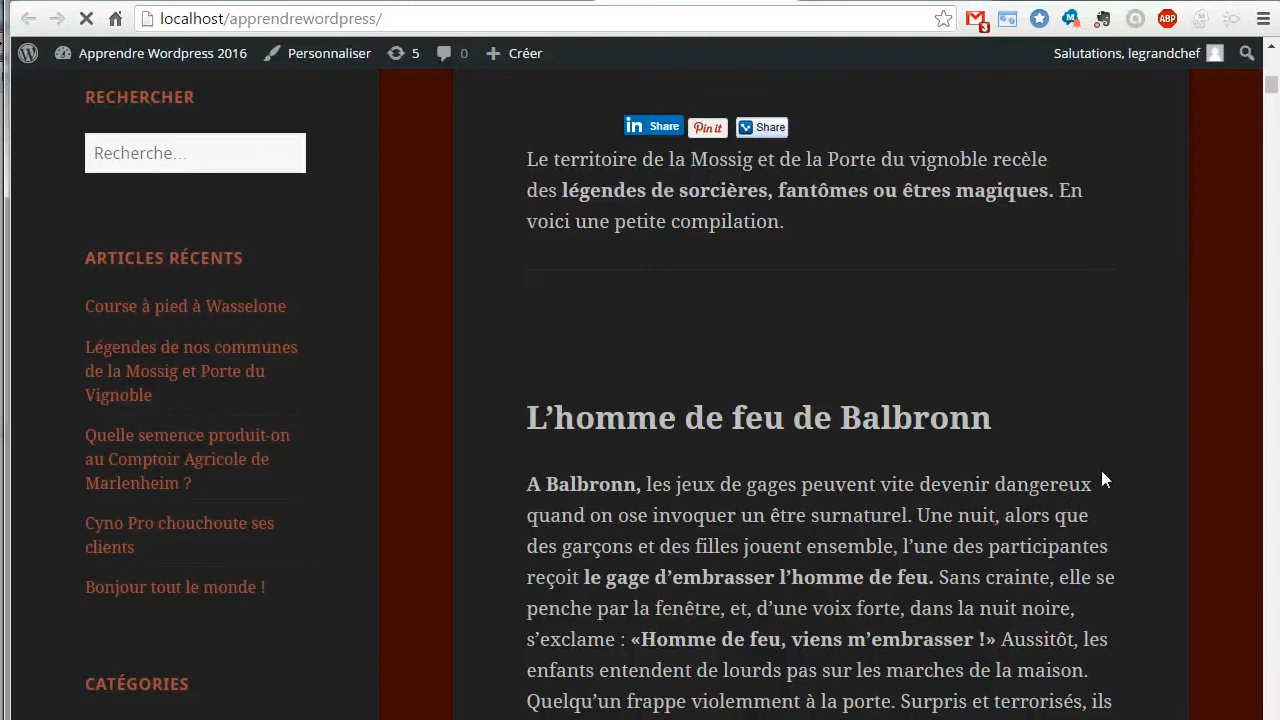 localhost/apprendrewordpress/
3
ABP
Apprendre Wordpress 2016
Personnaliser
5
0
Créer
Salutations, legrandchef
RECHERCHER
Recherche...
ARTICLES RÉCENTS
Course à pied à Wasselone
Légendes de nos communes
de la Mossig et Porte du
Vignoble
Quelle semence produit-on
au Comptoir Agricole de
Marlenheim ?
Cyno Pro chouchoute ses
clients
Bonjour tout le monde !
CATÉGORIES
in Share
Pin it
Share
Le territoire de la Mossig et de la Porte du vignoble recèle
des légendes de sorcières, fantômes ou êtres magiques. En
voici une petite compilation.
L’homme de feu de Balbronn
A Balbronn, les jeux de gages peuvent vite devenir dangereux
quand on ose invoquer un être surnaturel. Une nuit, alors que
des garçons et des filles jouent ensemble, l’une des participantes
reçoit le gage d’embrasser l’homme de feu. Sans crainte, elle se
penche par la fenêtre, et, d’une voix forte, dans la nuit noire,
s’exclame : «Homme de feu, viens m’embrasser !» Aussitôt, les
enfants entendent de lourds pas sur les marches de la maison.
Quelqu’un frappe violemment à la porte. Surpris et terrorisés, ils